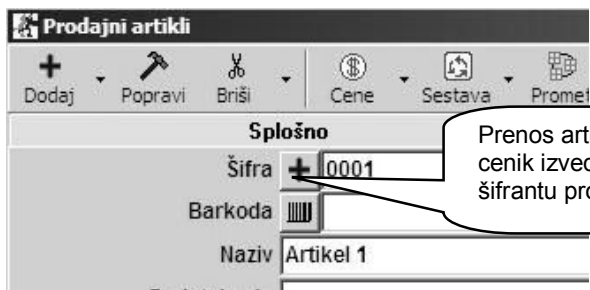 Prodajni artikli
Dodaj Popravi Briši Cene Sestava Promet
Splošno
Šifra 0001
Barkoda
Naziv Artikel 1
Prenos art
cenik izved
šifrantu pro